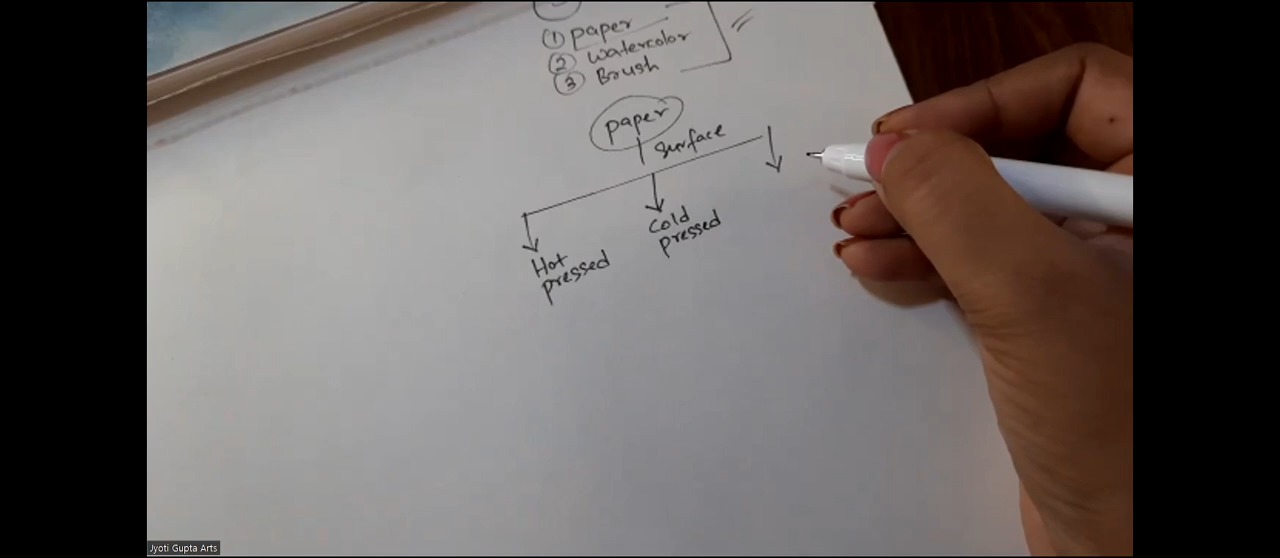 ① paper
② Watercolor
③ Brush
paper
surface
Hot
pressed
Cold
pressed
Jyoti Gupta Arts